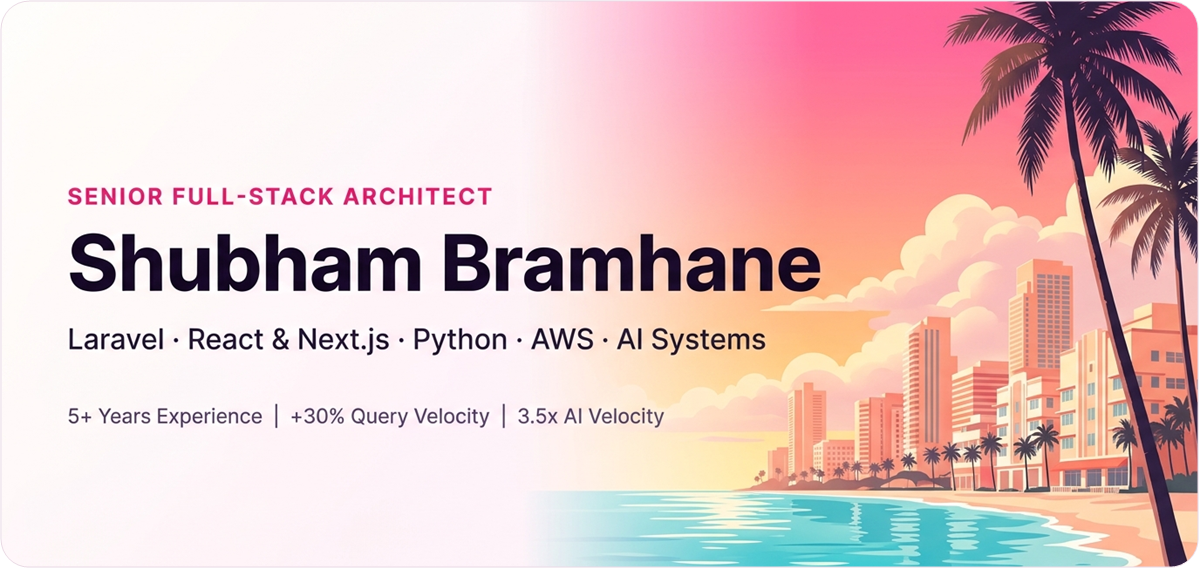 SENIOR FULL-STACK ARCHITECT
Shubham Bramhane
Laravel · React & Next.js · Python · AWS · AI Systems
5+ Years Experience | +30% Query Velocity | 3.5x AI Velocity